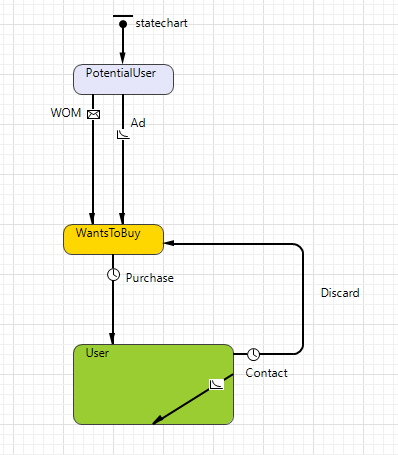 statechart
PotentialUser
WOM
Ad
WantsToBuy
Purchase
Discard
User
Contact